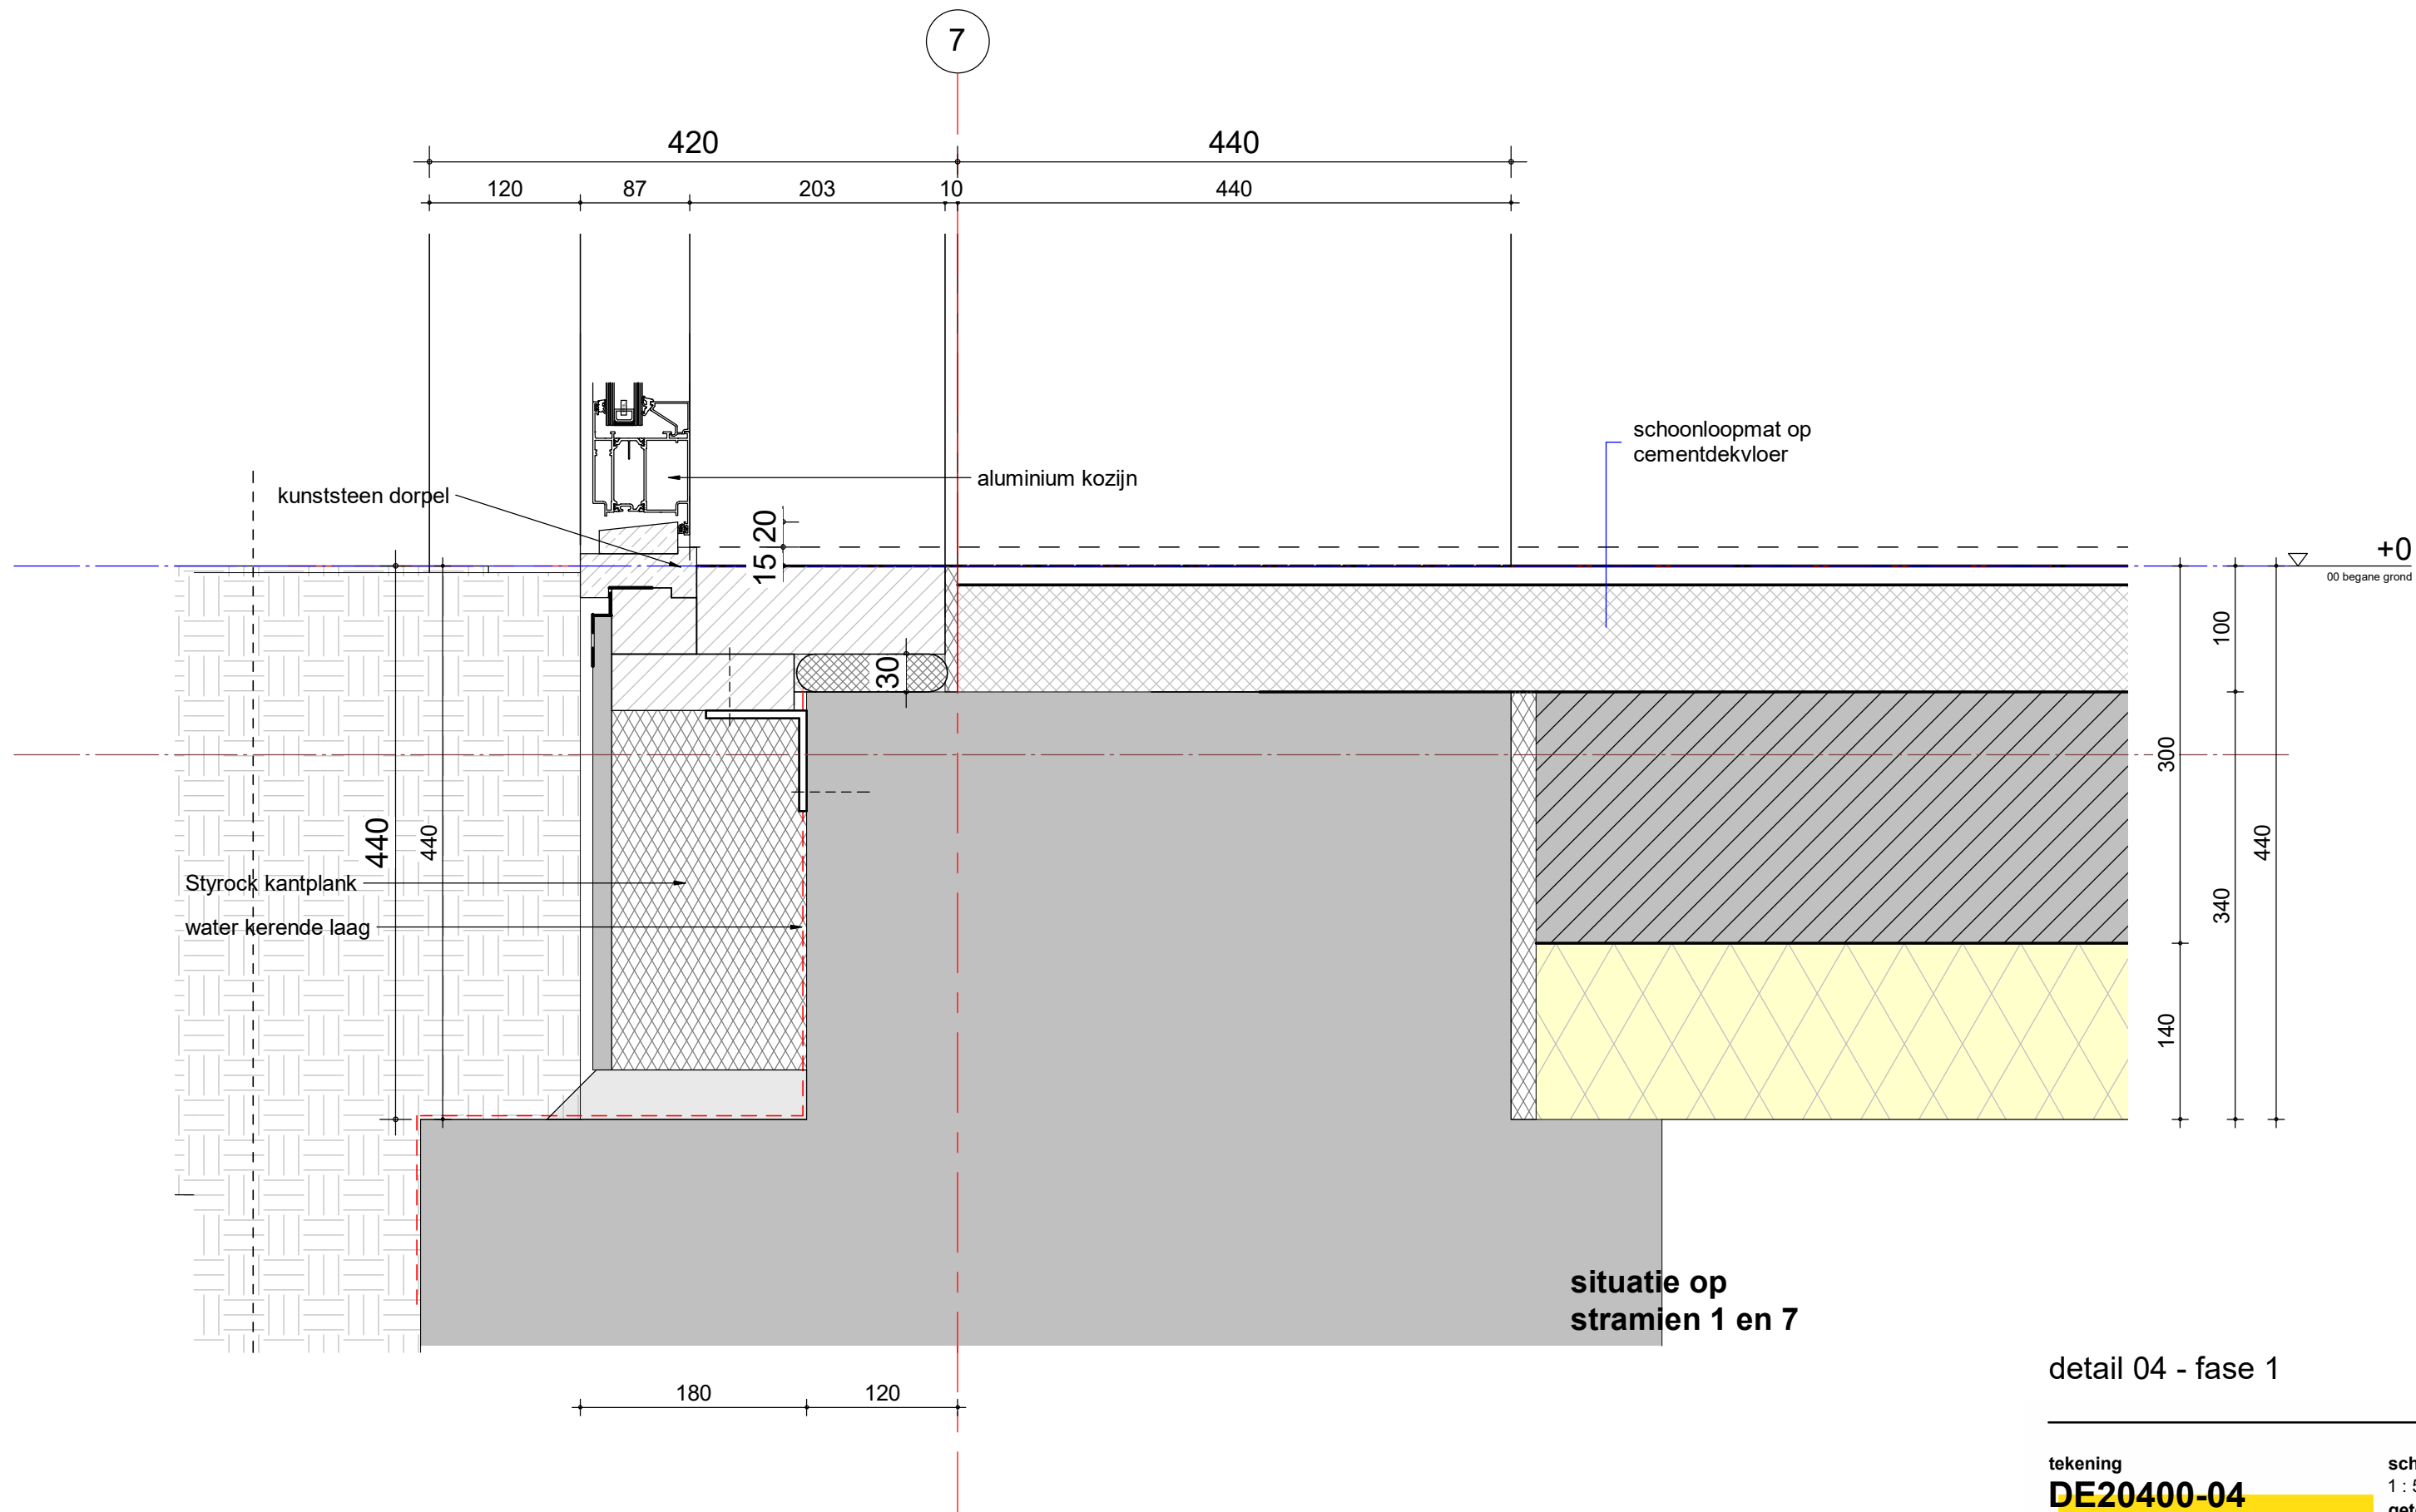 7
420 440
120 87 203 10 440
schoonloopmat op
cementdekvloer
aluminium kozijn
kunststeen dorpel
20
15
+0
00 begane grond
100
30
300
440
440
440
340
Styrock kantplank
water kerende laag
140
situatie op
stramien 1 en 7
detail 04 - fase 1
180 120
tekening
DE20400-04
1 : 5